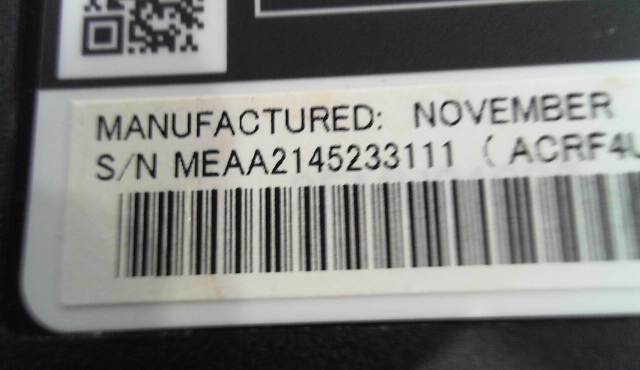 MANUFACTURED: NOVEMBER
S/N MEAA2145233111 ( ACRF4U